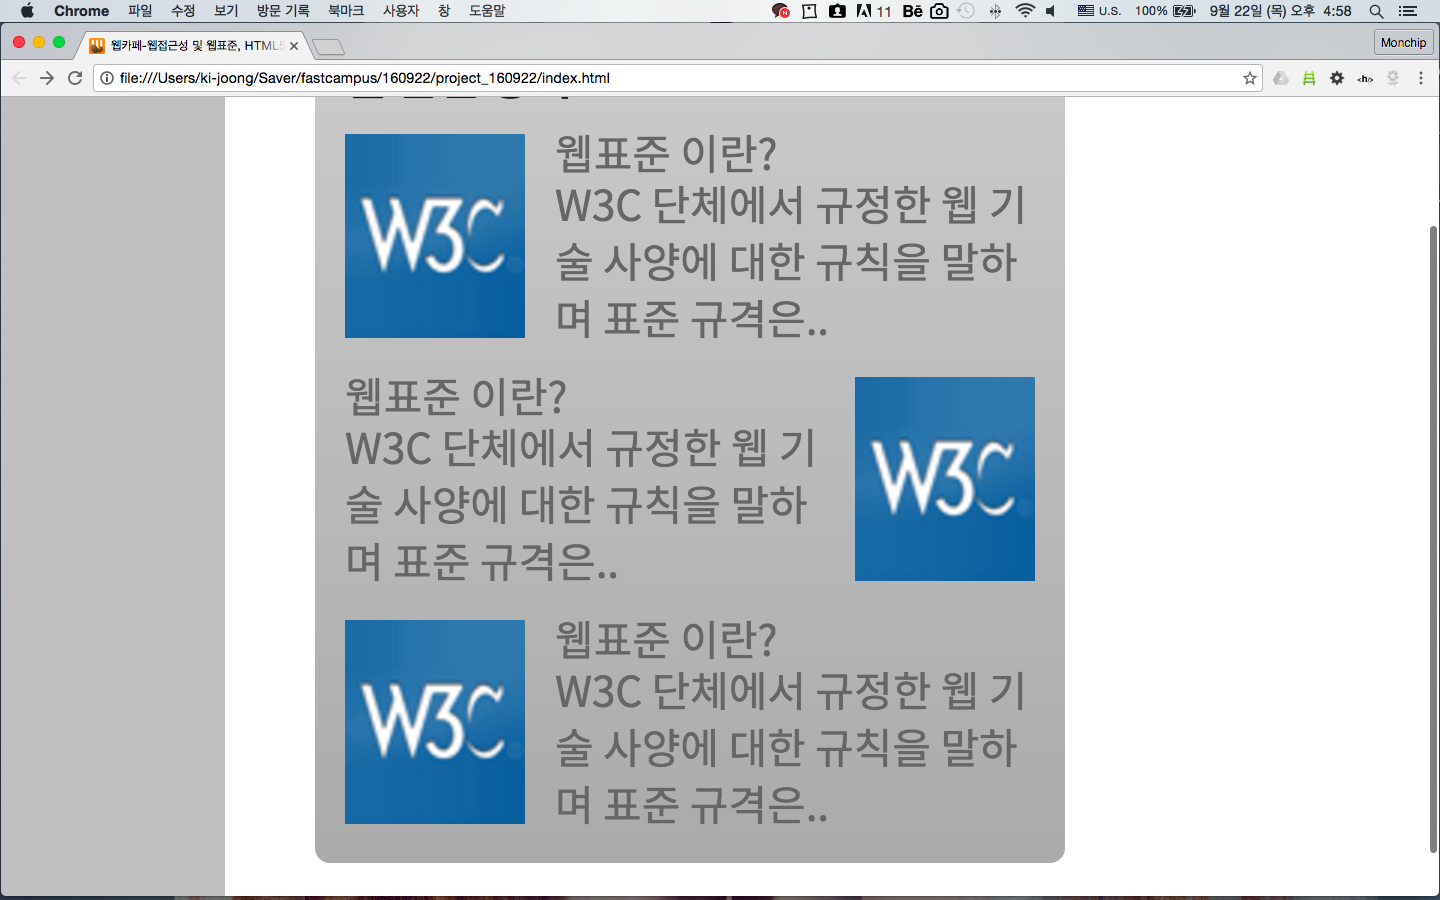 Chrome 파일 수정 보기 방문 기록 북마크 사용자 창 도움말 11 Bē U.S. 100% 9월 22일 (목) 오후 4:58
웹카페-웹접근성 및 웹표준, HTML5
Monchip
file:///Users/ki-joong/Saver/fastcampus/160922/project_160922/index.html
<h/>
W3C
웹표준 이란?
W3C 단체에서 규정한 웹 기
술 사양에 대한 규칙을 말하
며 표준 규격은..
웹표준 이란?
W3C 단체에서 규정한 웹 기
술 사양에 대한 규칙을 말하
며 표준 규격은..
W3C
W3C
웹표준 이란?
W3C 단체에서 규정한 웹 기
술 사양에 대한 규칙을 말하
며 표준 규격은..